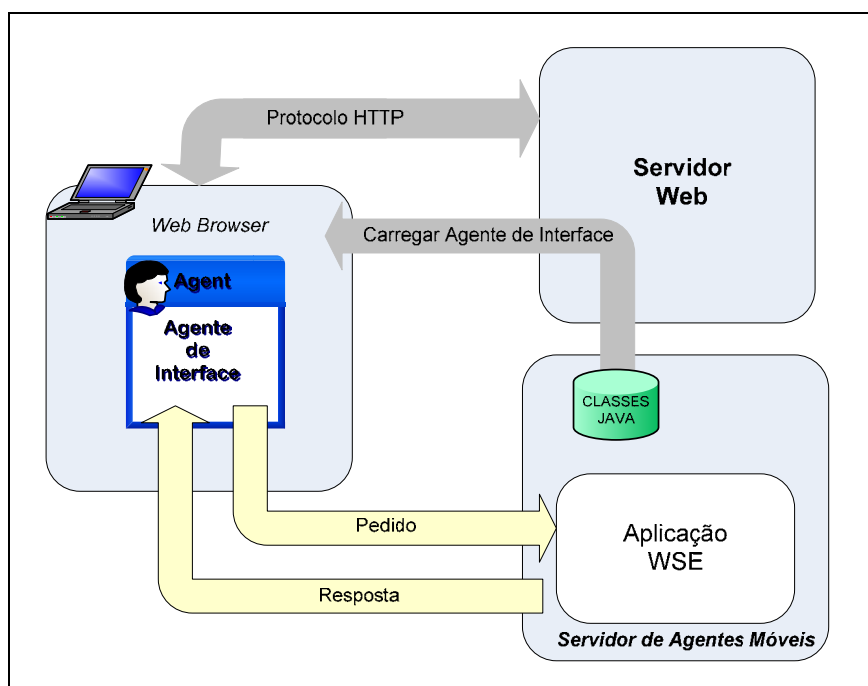 Protocolo HTTP
Servidor
Web
Web Browser
Carregar Agente de Interface
Agent
Agente
de
Interface
CLASSES
JAVA
Pedido
Aplicação
WSE
Resposta
Servidor de Agentes Móveis